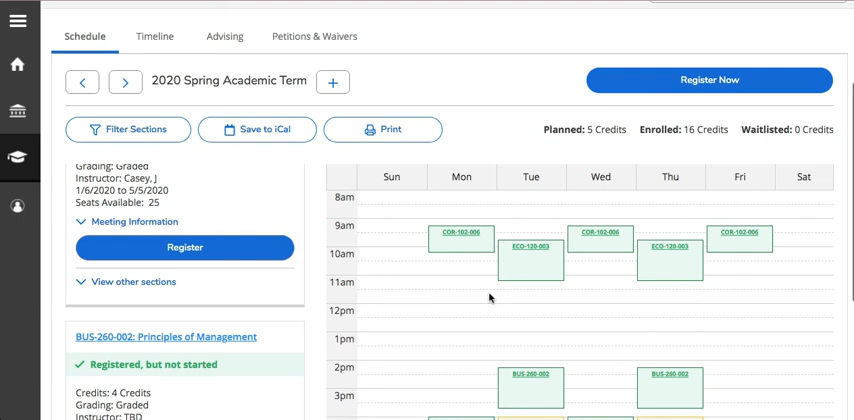 Schedule
Timeline
Advising
Petitions & Waivers
2020 Spring Academic Term
Register Now
Filter Sections
Save to iCal
Print
Planned: 5 Credits Enrolled: 16 Credits Waitlisted: 0 Credits
Grading: Graded
Instructor: Casey, J
1/6/2020 to 5/5/2020
Seats Available: 25
Meeting Information
Register
View other sections
BUS-260-002: Principles of Management
Registered, but not started
Credits: 4 Credits
Grading: Graded
Instructor: TBD
Sun Mon Tue Wed Thu Fri Sat
8am
9am
COR-102-006 COR-102-006 COR-102-006
ECO-120-003 ECO-120-003
10am
11am
12pm
1pm
2pm
BUS-260-002 BUS-260-002
3pm